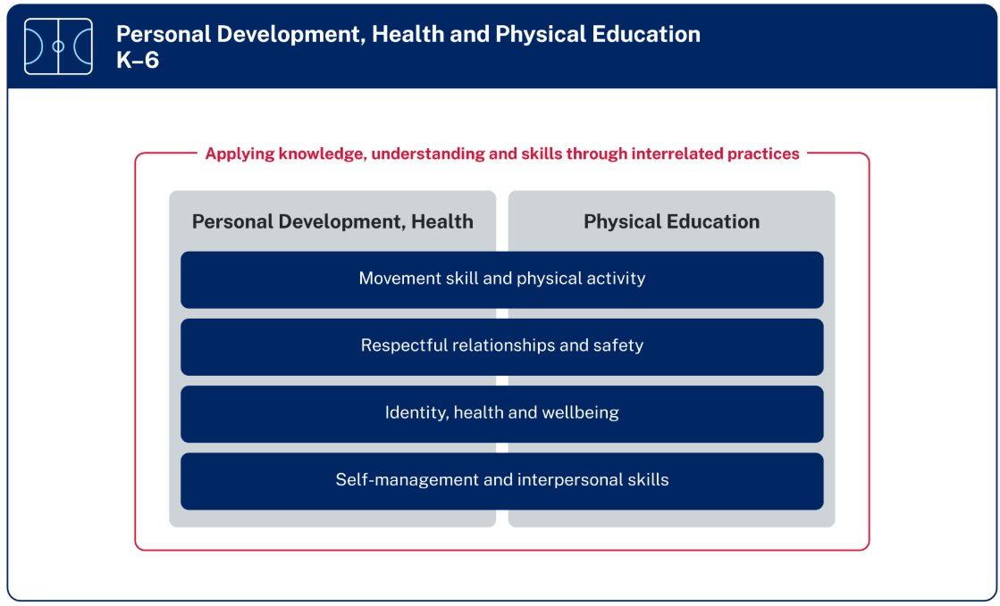 Personal Development, Health and Physical Education
K–6
Applying knowledge, understanding and skills through interrelated practices
Personal Development, Health
Physical Education
Movement skill and physical activity
Respectful relationships and safety
Identity, health and wellbeing
Self-management and interpersonal skills